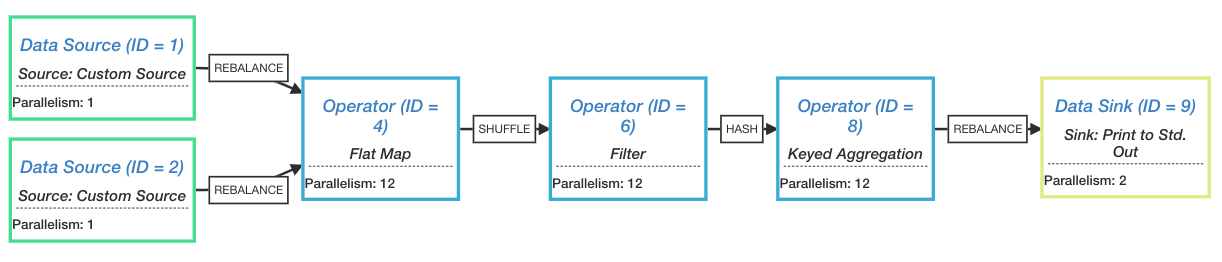 Data Source (ID = 1)
Source: Custom Source
Parallelism: 1
REBALANCE
Data Source (ID = 2)
Source: Custom Source
Parallelism: 1
REBALANCE
Operator (ID =
4)
Flat Map
Parallelism: 12
SHUFFLE
Operator (ID =
6)
Filter
Parallelism: 12
HASH
Operator (ID =
8)
Keyed Aggregation
Parallelism: 12
REBALANCE
Data Sink (ID = 9)
Sink: Print to Std.
Out
Parallelism: 2